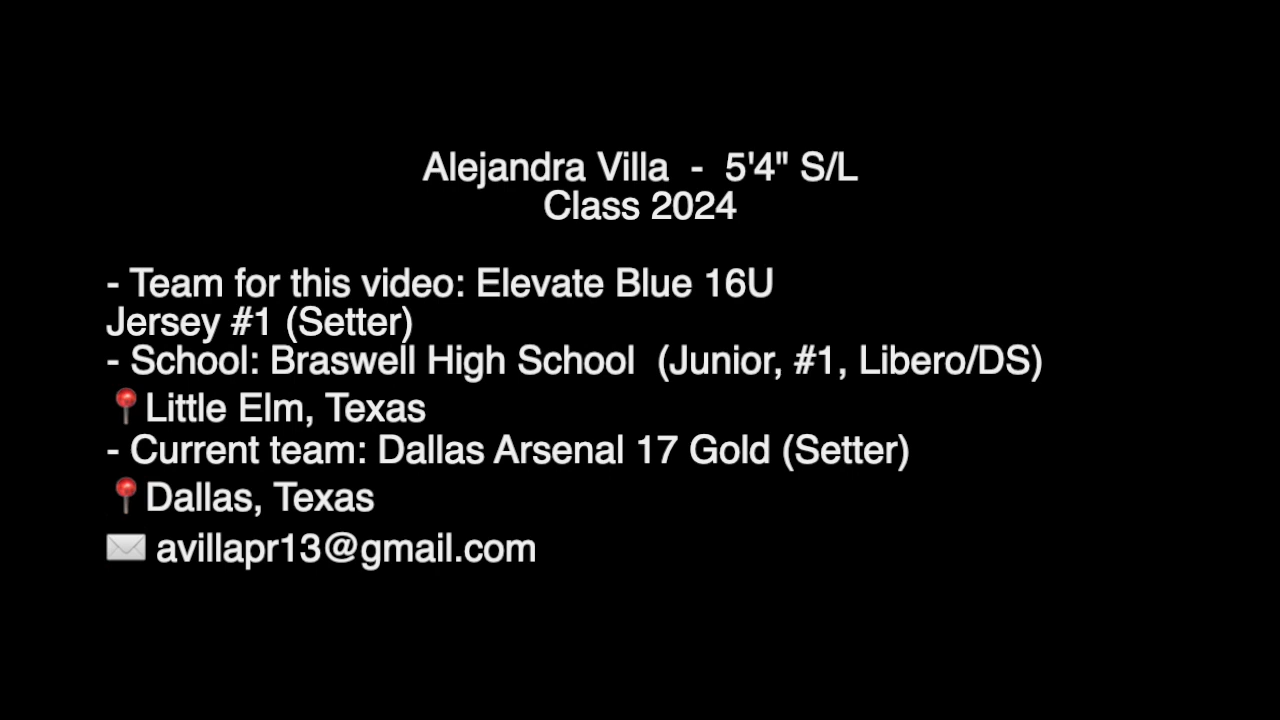 Alejandra Villa  -  5'4" S/L
Class 2024
- Team for this video: Elevate Blue 16U
Jersey #1 (Setter)
- School: Braswell High School  (Junior, #1, Libero/DS)
📍Little Elm, Texas
- Current team: Dallas Arsenal 17 Gold (Setter)
📍Dallas, Texas
✉️ avillapr13@gmail.com